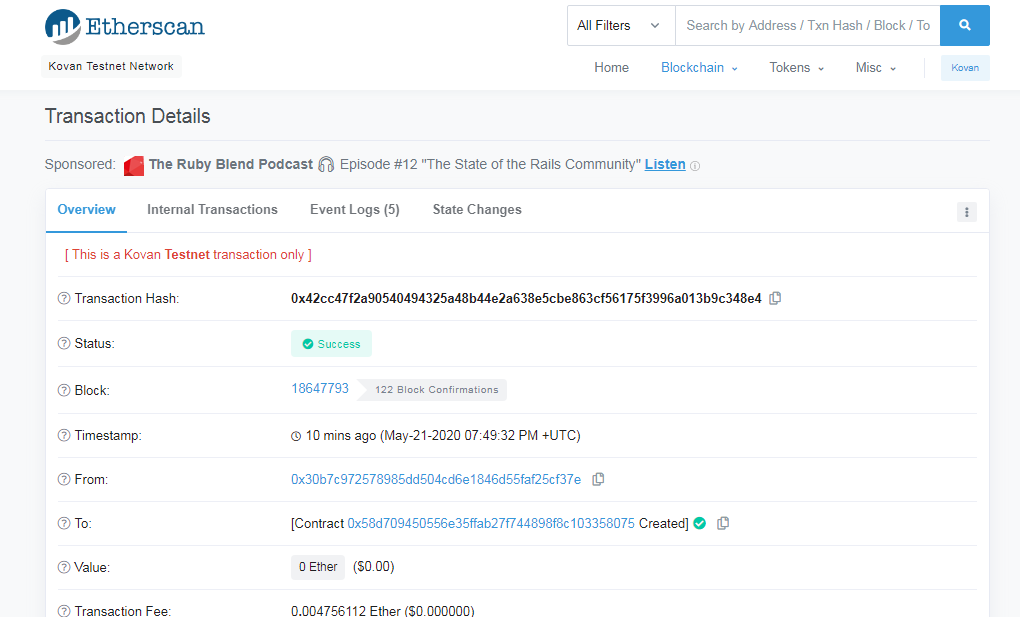 Etherscan
All Filters
Search by Address / Txn Hash / Block / To
Kovan Testnet Network
Home Blockchain Tokens Misc Kovan
Transaction Details
Sponsored: The Ruby Blend Podcast Episode #12 "The State of the Rails Community" Listen
Overview Internal Transactions Event Logs (5) State Changes
[ This is a Kovan Testnet transaction only ]
Transaction Hash: 0x42cc47f2a90540494325a48b44e2a638e5cbe863cf56175f3996a013b9c348e4
Status: Success
Block: 18647793 122 Block Confirmations
Timestamp: 10 mins ago (May-21-2020 07:49:32 PM +UTC)
From: 0x30b7c972578985dd504cd6e1846d55faf25cf37e
To: [Contract 0x58d709450556e35ffab27f744898f8c103358075 Created]
Value: 0 Ether ($0.00)
Transaction Fee: 0.004756112 Ether ($0.000000)